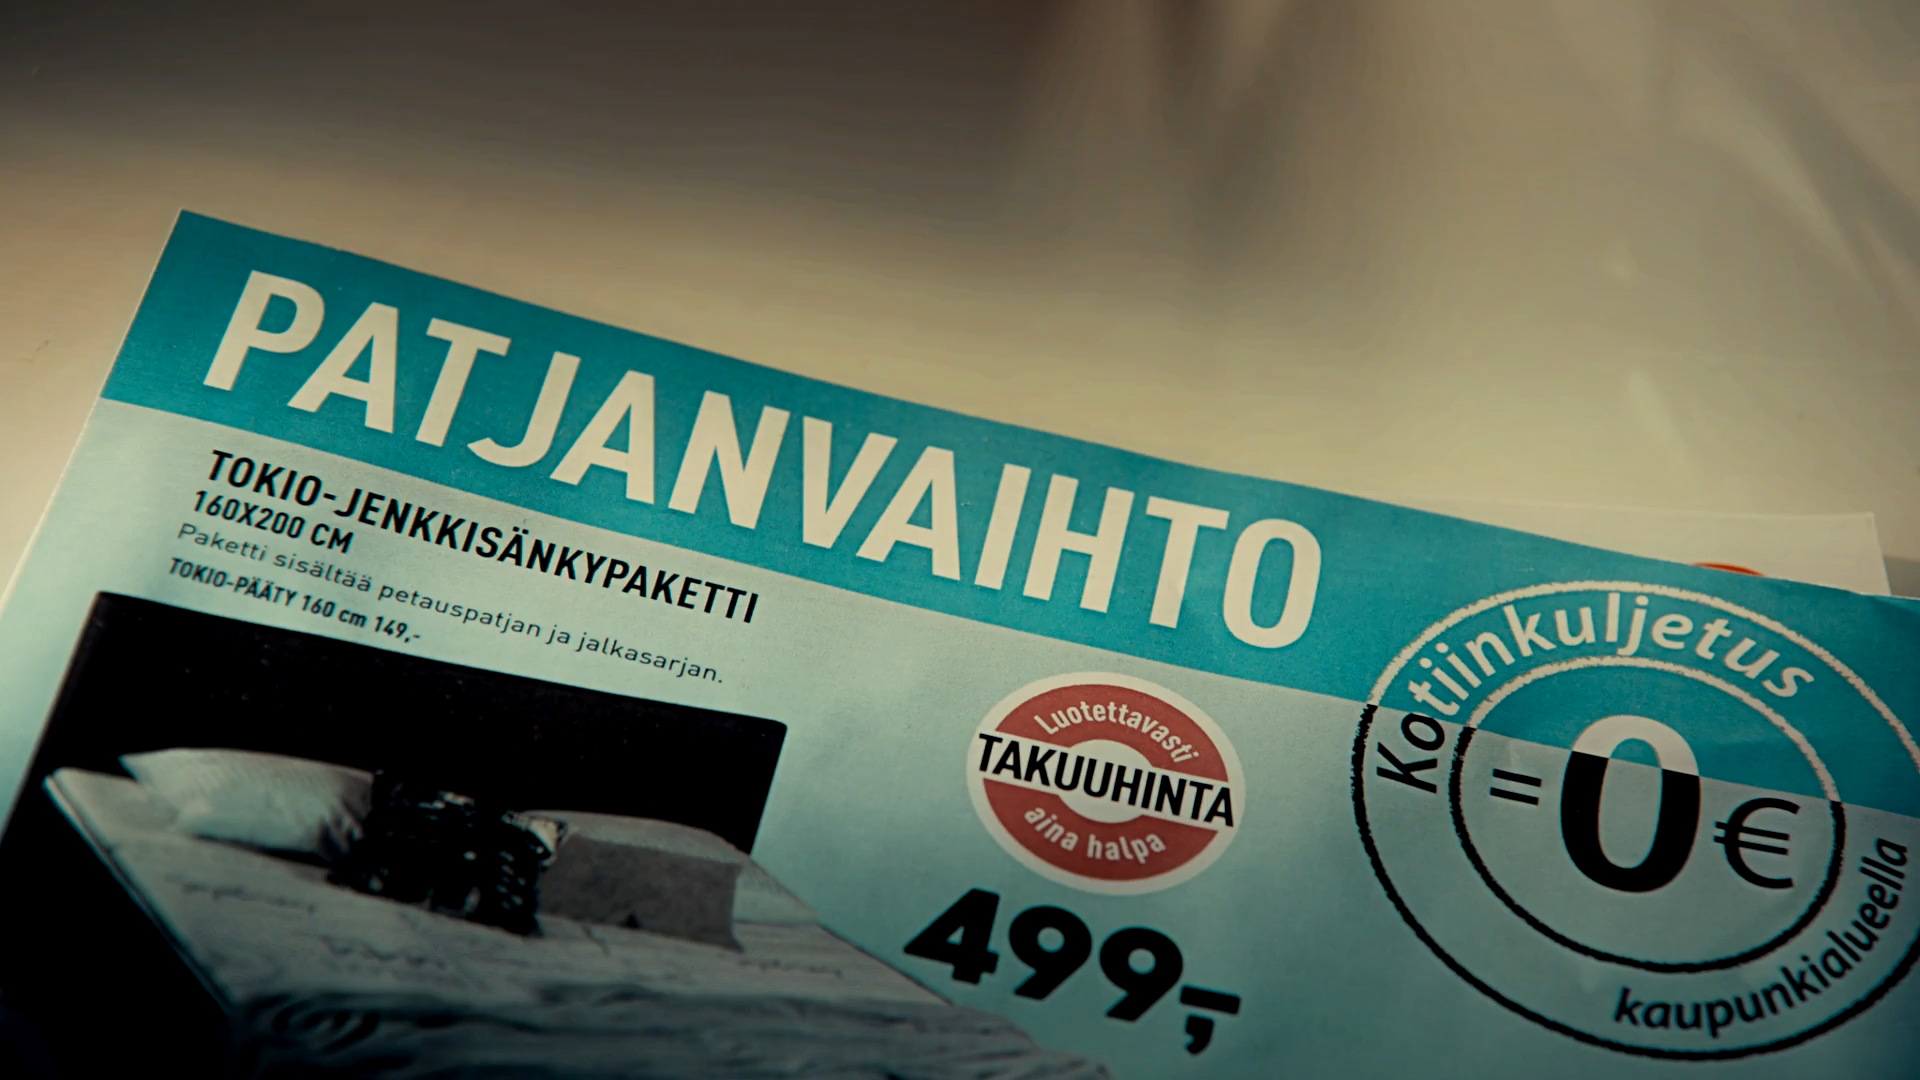 PATJANVAIHTO
TOKIO-JENKKISÄNKYPAKETTI
160X200 CM
Paketti sisältää petauspatjan ja jalkasarjan.
TOKIO-PÄÄTY 160 cm 149,-
Luotettavasti
TAKUUHINTA
aina halpa
499,-
Kotiinkuljetus
= 0 €
kaupunkialueella